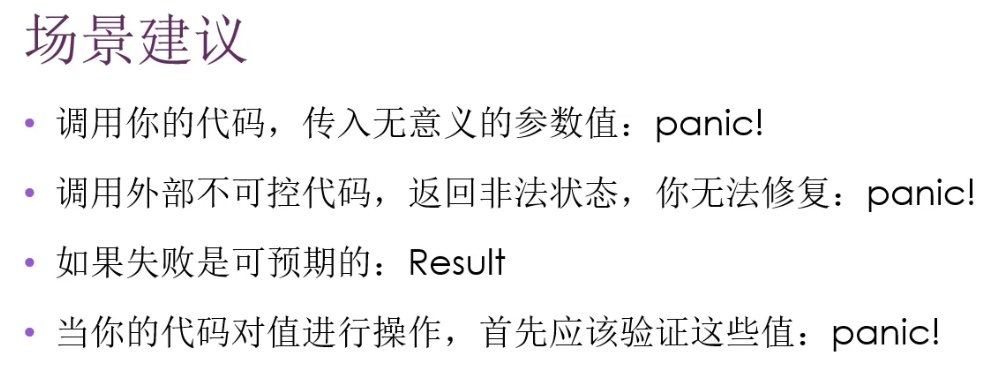 场景建议
• 调用你的代码，传入无意义的参数值：panic!
• 调用外部不可控代码，返回非法状态，你无法修复：panic!
• 如果失败是可预期的：Result
• 当你的代码对值进行操作，首先应该验证这些值：panic!